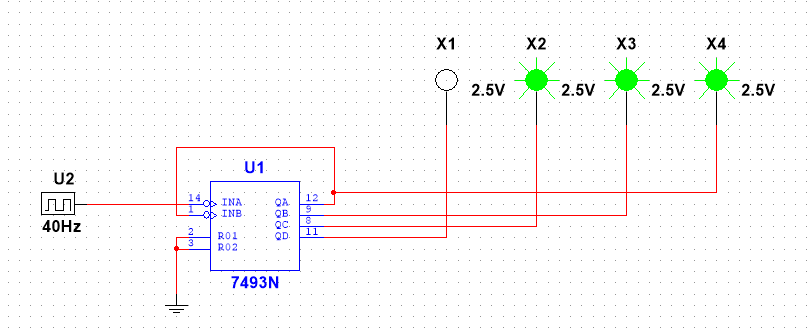 X1 X2 X3 X4
2.5V 2.5V 2.5V 2.5V
U2 U1
40Hz
14 INA QA 12
1 INB QB 9
QC 8
2 R01 QD 11
3 R02
7493N